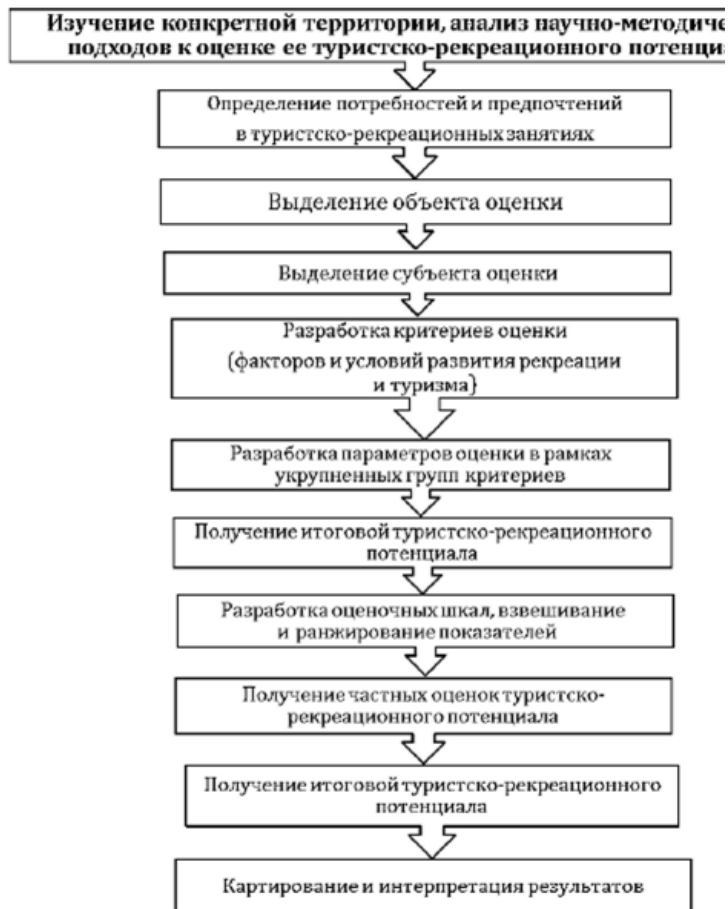 Изучение конкретной территории, анализ научно-методиче
подходов к оценке ее туристско-рекреационного потенци
Определение потребностей и предпочтений
в туристско-рекреационных занятиях
Выделение объекта оценки
Выделение субъекта оценки
Разработка критериев оценки
(факторов и условий развития рекреации
и туризма}
Разработка параметров оценки в рамках
укрупненных групп критериев
Получение итоговой туристско-рекреационного
потенциала
Разработка оценочных шкал, взвешивание
и ранжирование показателей
Получение частных оценок туристско-
рекреационного потенциала
Получение итоговой туристско-рекреационного
потенциала
Картирование и интерпретация результатов